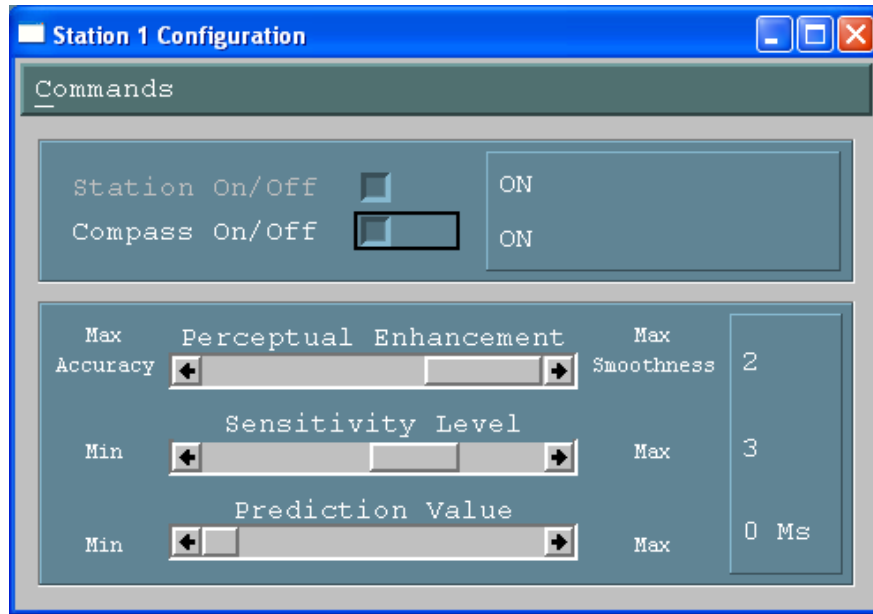 Station 1 Configuration
Commands
Station On/Off ON
Compass On/Off ON
Max Perceptual Enhancement Max
Accuracy Smoothness 2
Sensitivity Level
Min Max 3
Prediction Value
Min Max 0 Ms